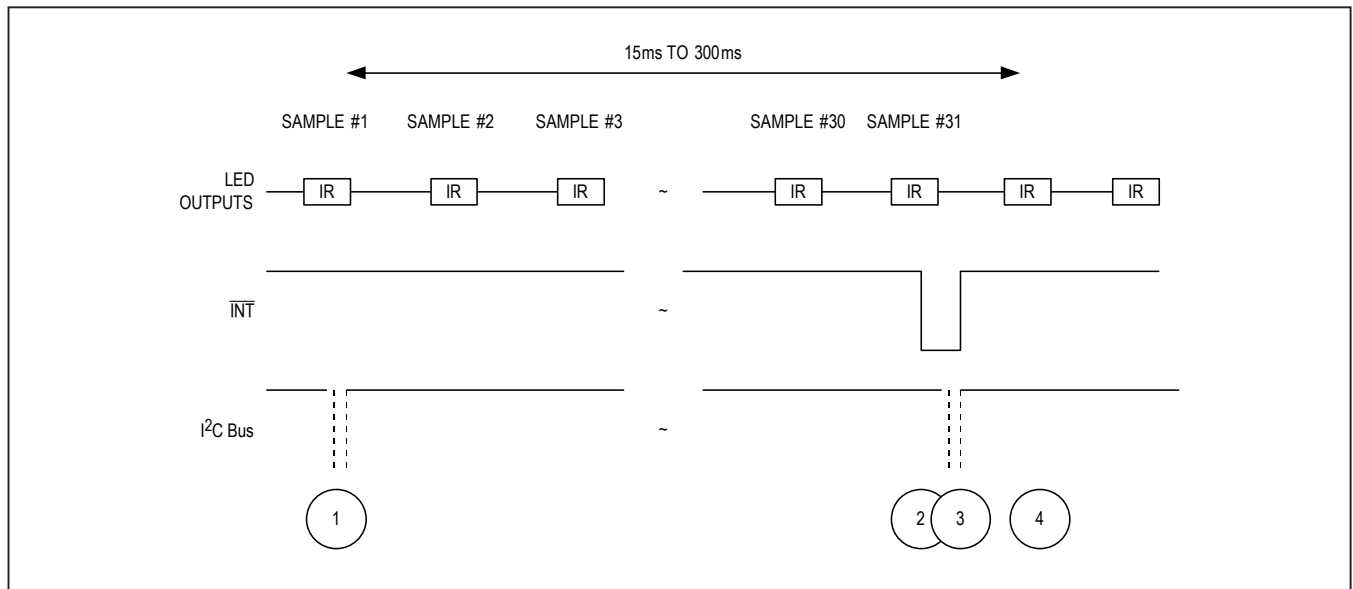 15ms TO 300ms
SAMPLE #1 SAMPLE #2 SAMPLE #3 SAMPLE #30 SAMPLE #31
LED
OUTPUTS
IR IR IR ~ IR IR IR IR
INT
~
I2C Bus
~
1 2 3 4